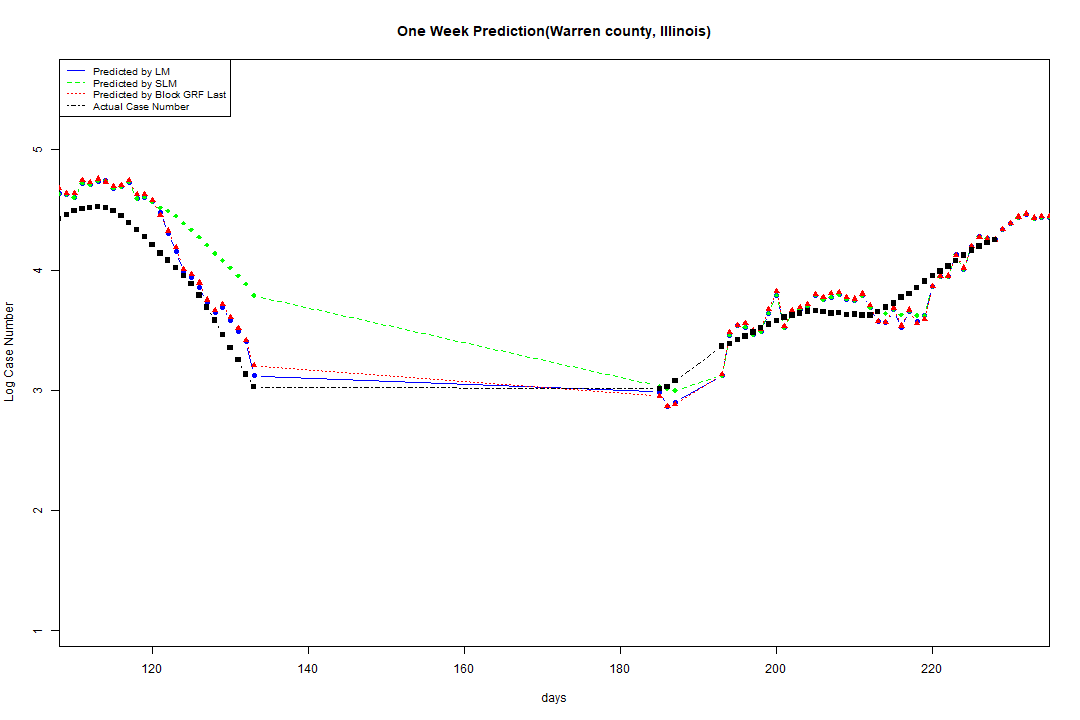 One Week Prediction(Warren county, Illinois)
Predicted by LM
Predicted by SLM
Predicted by Block GRF Last
Actual Case Number
5
4
3
2
1
Log Case Number
120 140 160 180 200 220
days